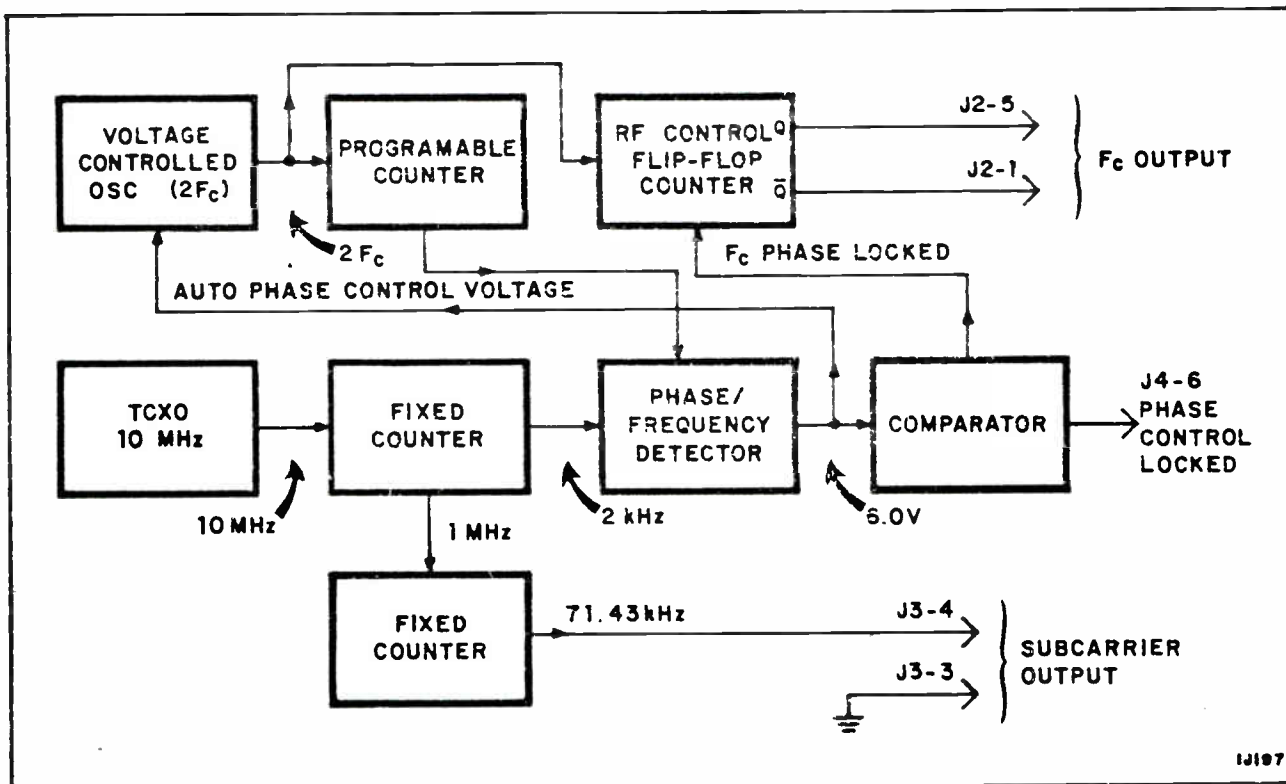 VOLTAGE
CONTROLLED
OSC (2Fc)
PROGRAMABLE
COUNTER
RF CONTROL Q
FLIP-FLOP
COUNTER Q̅
J2-5
J2-1
Fc OUTPUT
2 Fc
Fc PHASE LOCKED
AUTO PHASE CONTROL VOLTAGE
TCXO
10 MHz
FIXED
COUNTER
PHASE/
FREQUENCY
DETECTOR
COMPARATOR
J4-6
PHASE
CONTROL
LOCKED
10 MHz
1 MHz
2 kHz
6.0V
FIXED
COUNTER
71.43kHz
J3-4
J3-3
SUBCARRIER
OUTPUT
1J197